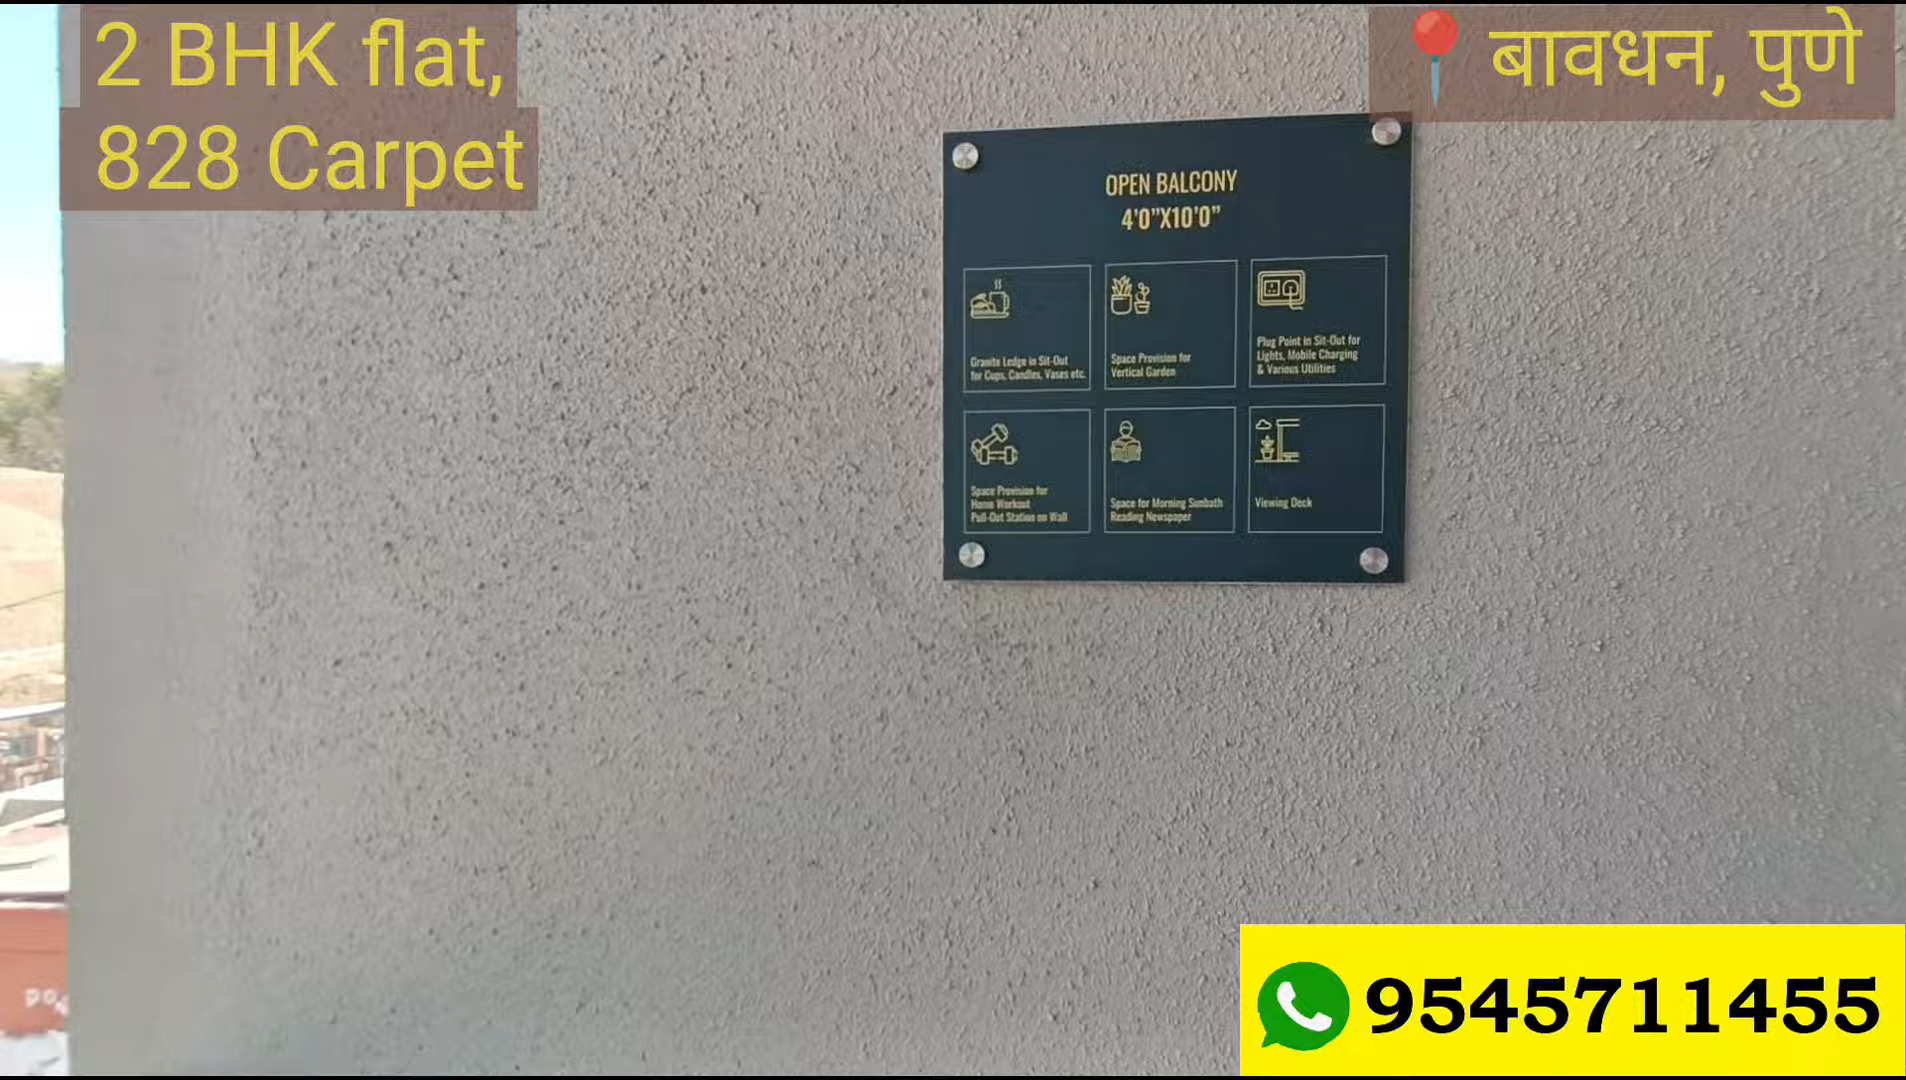 2 BHK flat,
828 Carpet
📍 बावधन, पुणे
OPEN BALCONY
4'0"X10'0"
Granite Ledge in Sit-Out
for Cups, Candles, Vases etc.
Space Provision for
Vertical Garden
Plug Point in Sit-Out for
Lights, Mobile Charging
& Various Utilities
Space Provision for
Home Workout
Pull-Out Station on Wall
Space for Morning Sunbath
Reading Newspaper
Viewing Deck
9545711455